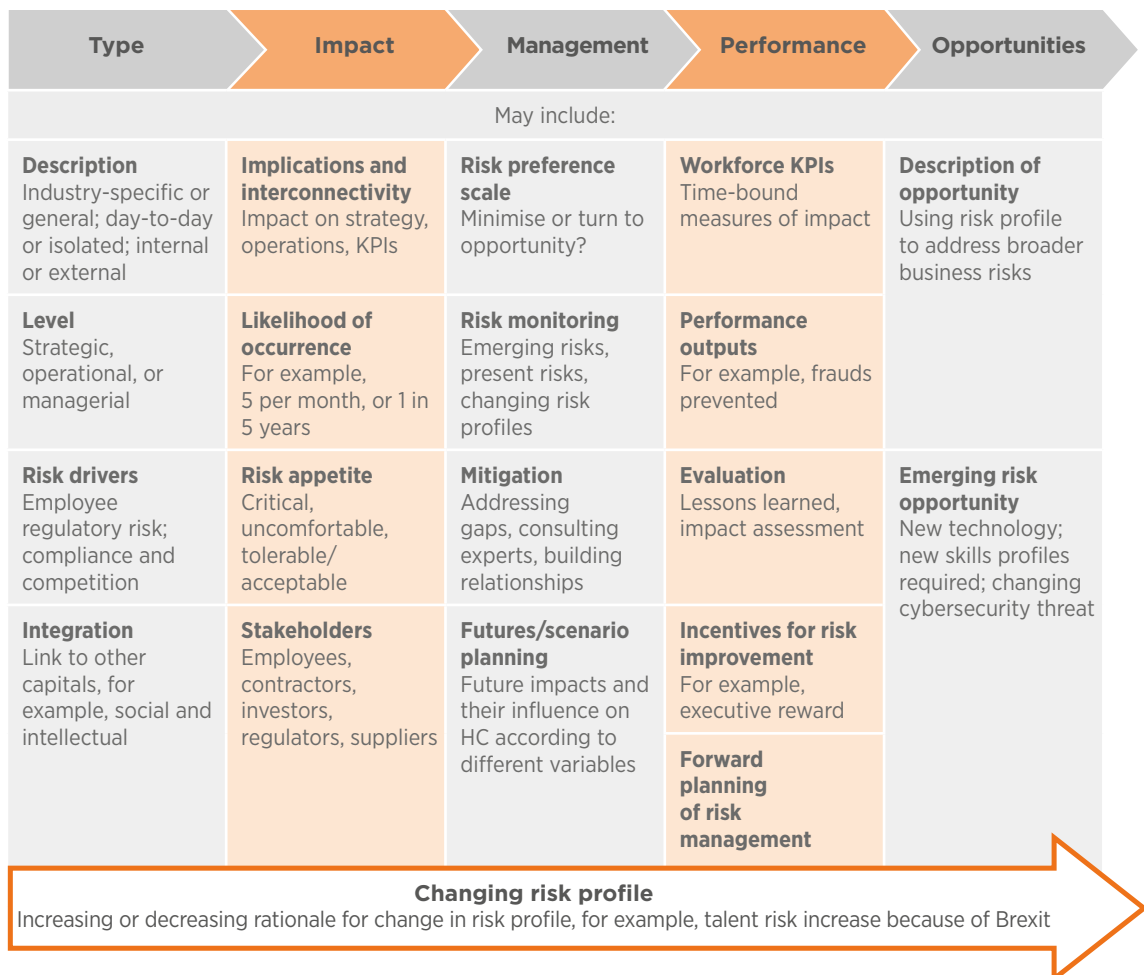 Type
Impact
Management
Performance
Opportunities
May include:
Description
Industry-specific or
general; day-to-day
or isolated; internal
or external
Implications and
interconnectivity
Impact on strategy,
operations, KPIs
Risk preference
scale
Minimise or turn to
opportunity?
Workforce KPIs
Time-bound
measures of impact
Description of
opportunity
Using risk profile
to address broader
business risks
Level
Strategic,
operational, or
managerial
Likelihood of
occurrence
For example,
5 per month, or 1 in
5 years
Risk monitoring
Emerging risks,
present risks,
changing risk
profiles
Performance
outputs
For example, frauds
prevented
Risk drivers
Employee
regulatory risk;
compliance and
competition
Risk appetite
Critical,
uncomfortable,
tolerable/
acceptable
Mitigation
Addressing
gaps, consulting
experts, building
relationships
Evaluation
Lessons learned,
impact assessment
Emerging risk
opportunity
New technology;
new skills profiles
required; changing
cybersecurity threat
Integration
Link to other
capitals, for
example, social and
intellectual
Stakeholders
Employees,
contractors,
investors,
regulators, suppliers
Futures/scenario
planning
Future impacts and
their influence on
HC according to
different variables
Incentives for risk
improvement
For example,
executive reward
Forward
planning
of risk
management
Changing risk profile
Increasing or decreasing rationale for change in risk profile, for example, talent risk increase because of Brexit